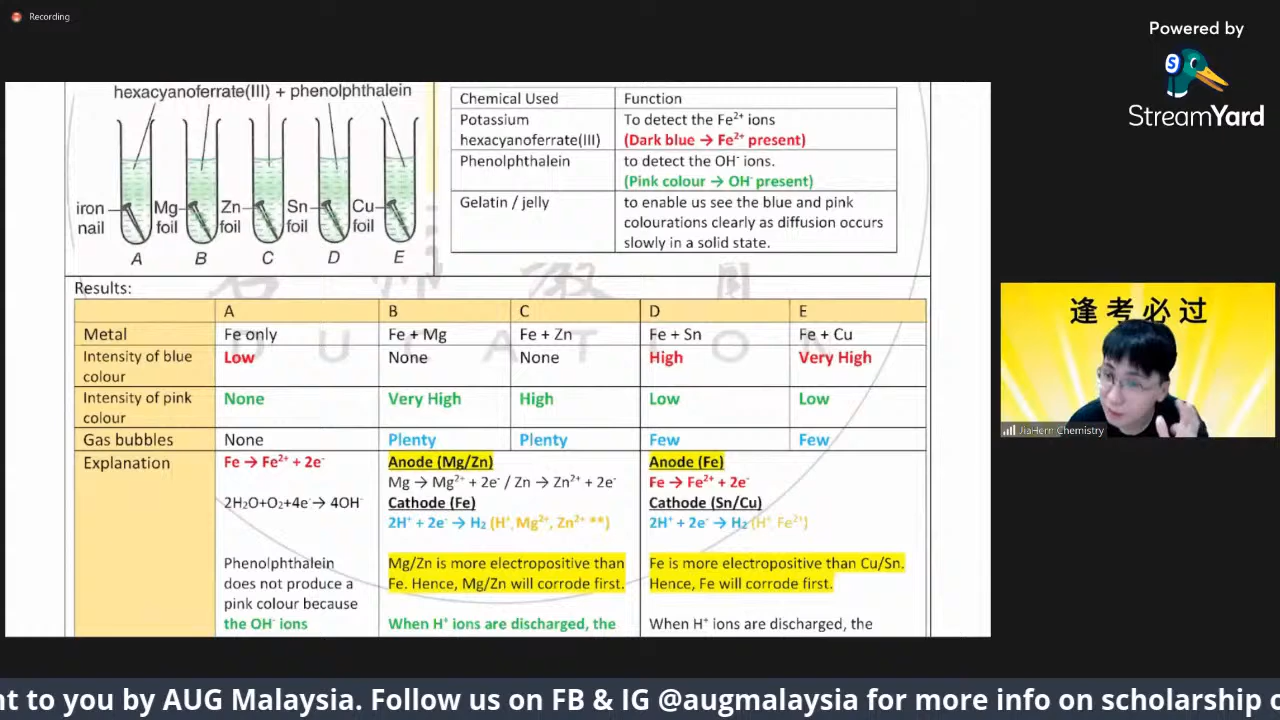 Recording
Powered by
StreamYard
hexacyanoferrate(III) + phenolphthalein
iron
nail
Mg
foil
Zn
foil
Sn
foil
Cu
foil
A B C D E
Chemical Used Function
Potassium
hexacyanoferrate(III)
To detect the Fe²⁺ ions
(Dark blue → Fe²⁺ present)
Phenolphthalein
to detect the OH⁻ ions.
(Pink colour → OH⁻ present)
Gelatin / jelly
to enable us see the blue and pink
colourations clearly as diffusion occurs
slowly in a solid state.
Results:
A B C D E
Metal Fe only Fe + Mg Fe + Zn Fe + Sn Fe + Cu
Intensity of blue
colour
Low None None High Very High
Intensity of pink
colour
None Very High High Low Low
Gas bubbles None Plenty Plenty Few Few
Explanation
Fe → Fe²⁺ + 2e⁻
2H₂O+O₂+4e⁻→ 4OH⁻
Phenolphthalein
does not produce a
pink colour because
the OH⁻ ions
Anode (Mg/Zn)
Mg → Mg²⁺ + 2e⁻ / Zn → Zn²⁺ + 2e⁻
Cathode (Fe)
2H⁺ + 2e⁻ → H₂ (H⁺, Mg²⁺, Zn²⁺ **)
Mg/Zn is more electropositive than
Fe. Hence, Mg/Zn will corrode first.
When H⁺ ions are discharged, the
Anode (Fe)
Fe → Fe²⁺ + 2e⁻
Cathode (Sn/Cu)
2H⁺ + 2e⁻ → H₂ (H⁺, Fe²⁺)
Fe is more electropositive than Cu/Sn.
Hence, Fe will corrode first.
When H⁺ ions are discharged, the
DUCATION
逢考必过
JiaHern Chemistry
nt to you by AUG Malaysia. Follow us on FB & IG @augmalaysia for more info on scholarship